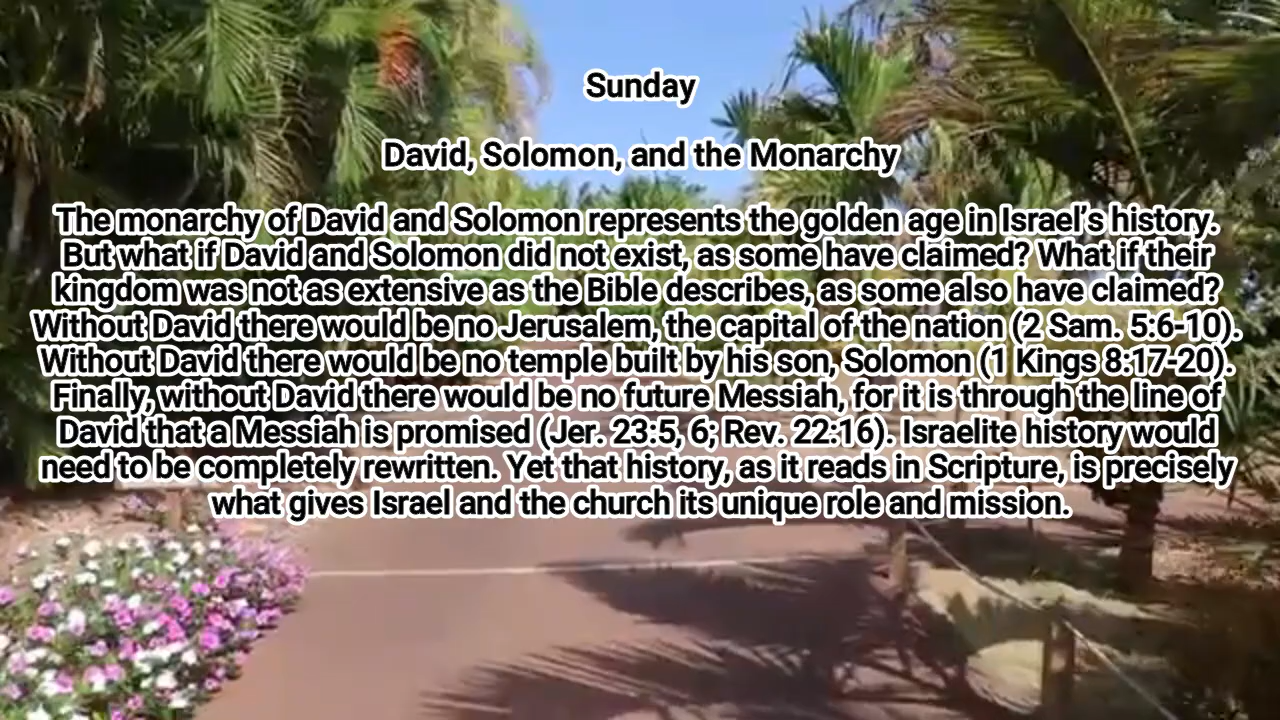 Sunday
David, Solomon, and the Monarchy
The monarchy of David and Solomon represents the golden age in Israel’s history.
But what if David and Solomon did not exist, as some have claimed? What if their
kingdom was not as extensive as the Bible describes, as some also have claimed?
Without David there would be no Jerusalem, the capital of the nation (2 Sam. 5:6-10).
Without David there would be no temple built by his son, Solomon (1 Kings 8:17-20).
Finally, without David there would be no future Messiah, for it is through the line of
David that a Messiah is promised (Jer. 23:5, 6; Rev. 22:16). Israelite history would
need to be completely rewritten. Yet that history, as it reads in Scripture, is precisely
what gives Israel and the church its unique role and mission.